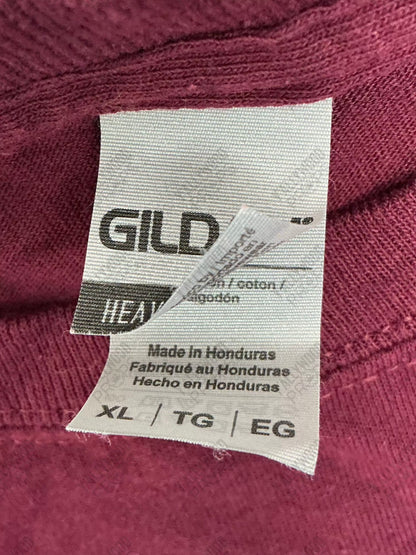 GILD
HEAV
/ coton /
algodón
Made in Honduras
Fabriqué au Honduras
Hecho en Honduras
XL / TG / EG